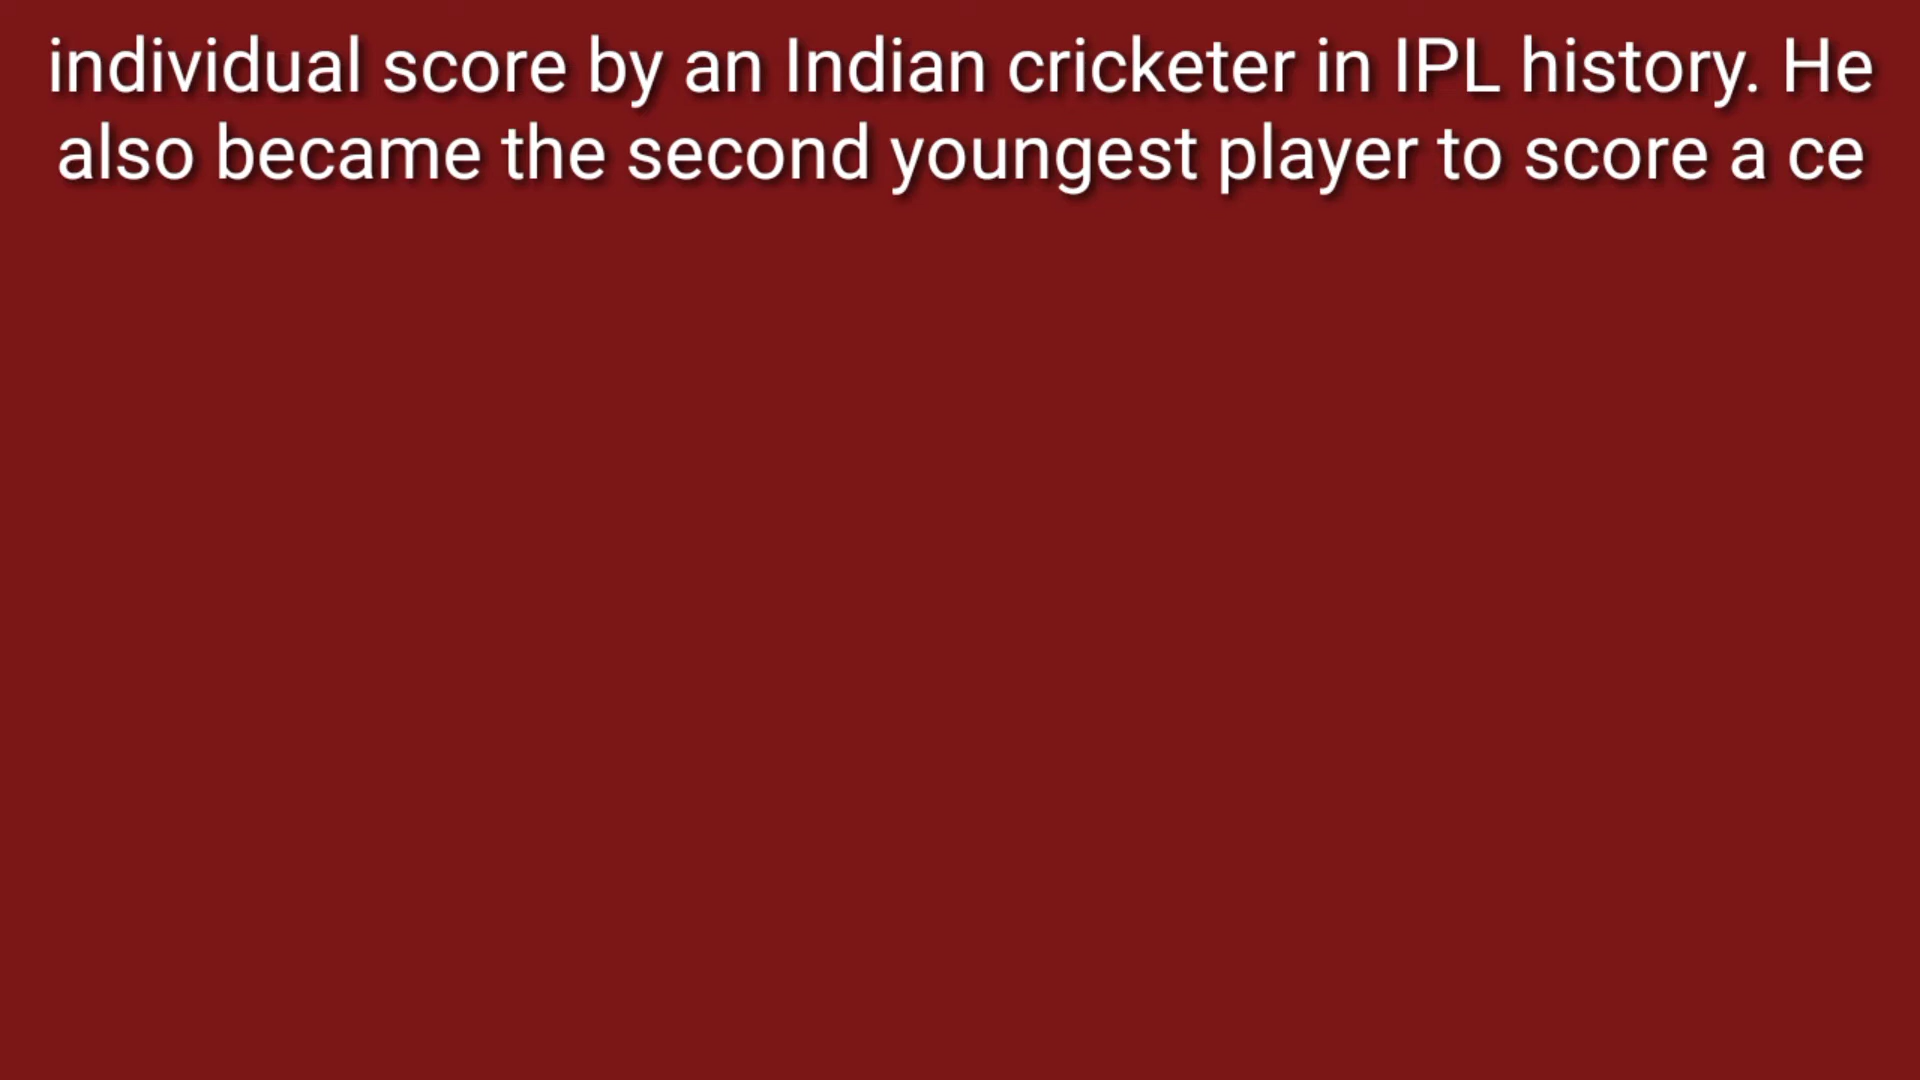 individual score by an Indian cricketer in IPL history. He
also became the second youngest player to score a ce